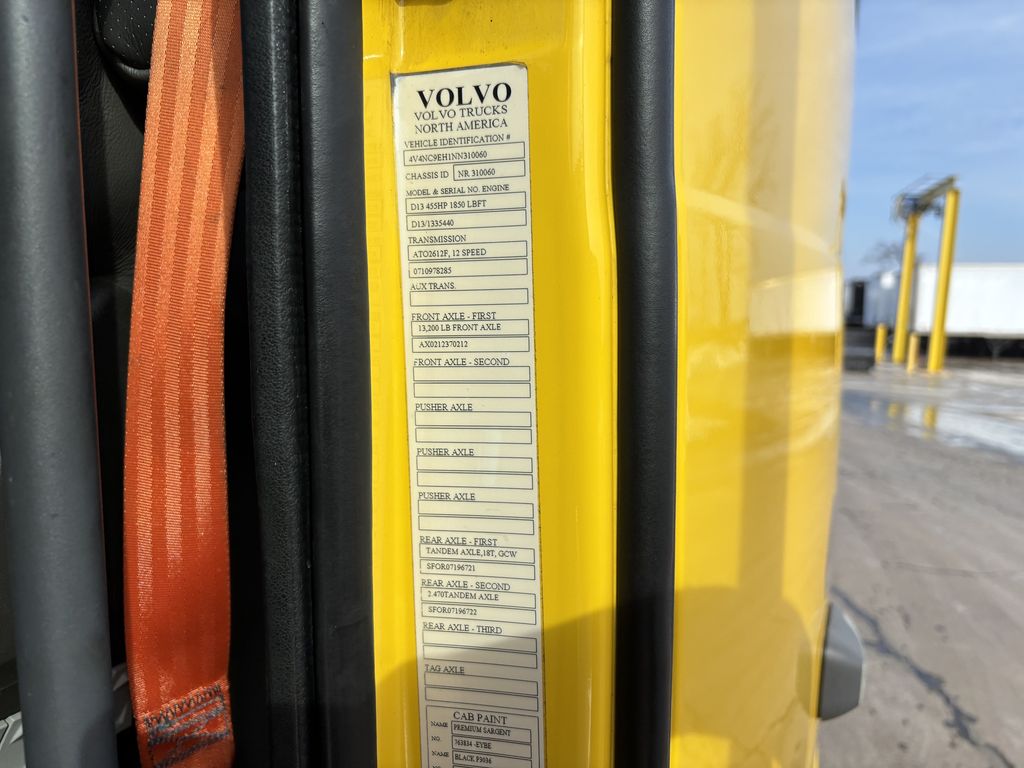 VOLVO
VOLVO TRUCKS
NORTH AMERICA
VEHICLE IDENTIFICATION #
4V4NC9EH1NN310060
CHASSIS ID NR 310060
MODEL & SERIAL NO. ENGINE
D13 455HP 1850 LBFT
D13/1335440
TRANSMISSION
ATO2612F, 12 SPEED
0710978285
AUX TRANS.
FRONT AXLE - FIRST
13,200 LB FRONT AXLE
AX0212370212
FRONT AXLE - SECOND
PUSHER AXLE
PUSHER AXLE
PUSHER AXLE
REAR AXLE - FIRST
TANDEM AXLE,18T, GCW
SFOR07196721
REAR AXLE - SECOND
2.470TANDEM AXLE
SFOR07196722
REAR AXLE - THIRD
TAG AXLE
CAB PAINT
NAME PREMIUM SARGENT
NO. 763834 -EYBE
NAME BLACK P3036